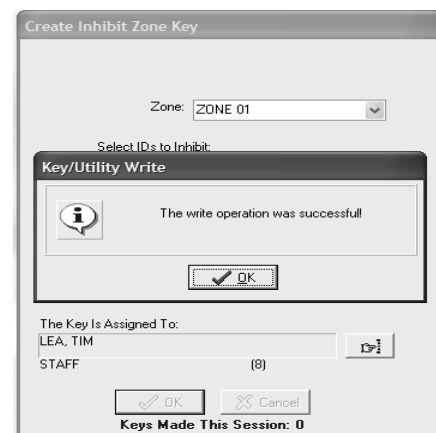 Create Inhibit Zone Key
Zone: ZONE 01
Select IDs to Inhibit:
Key/Utility Write
The write operation was successful!
OK
The Key Is Assigned To:
LEA, TIM
STAFF (8)
OK Cancel
Keys Made This Session: 0